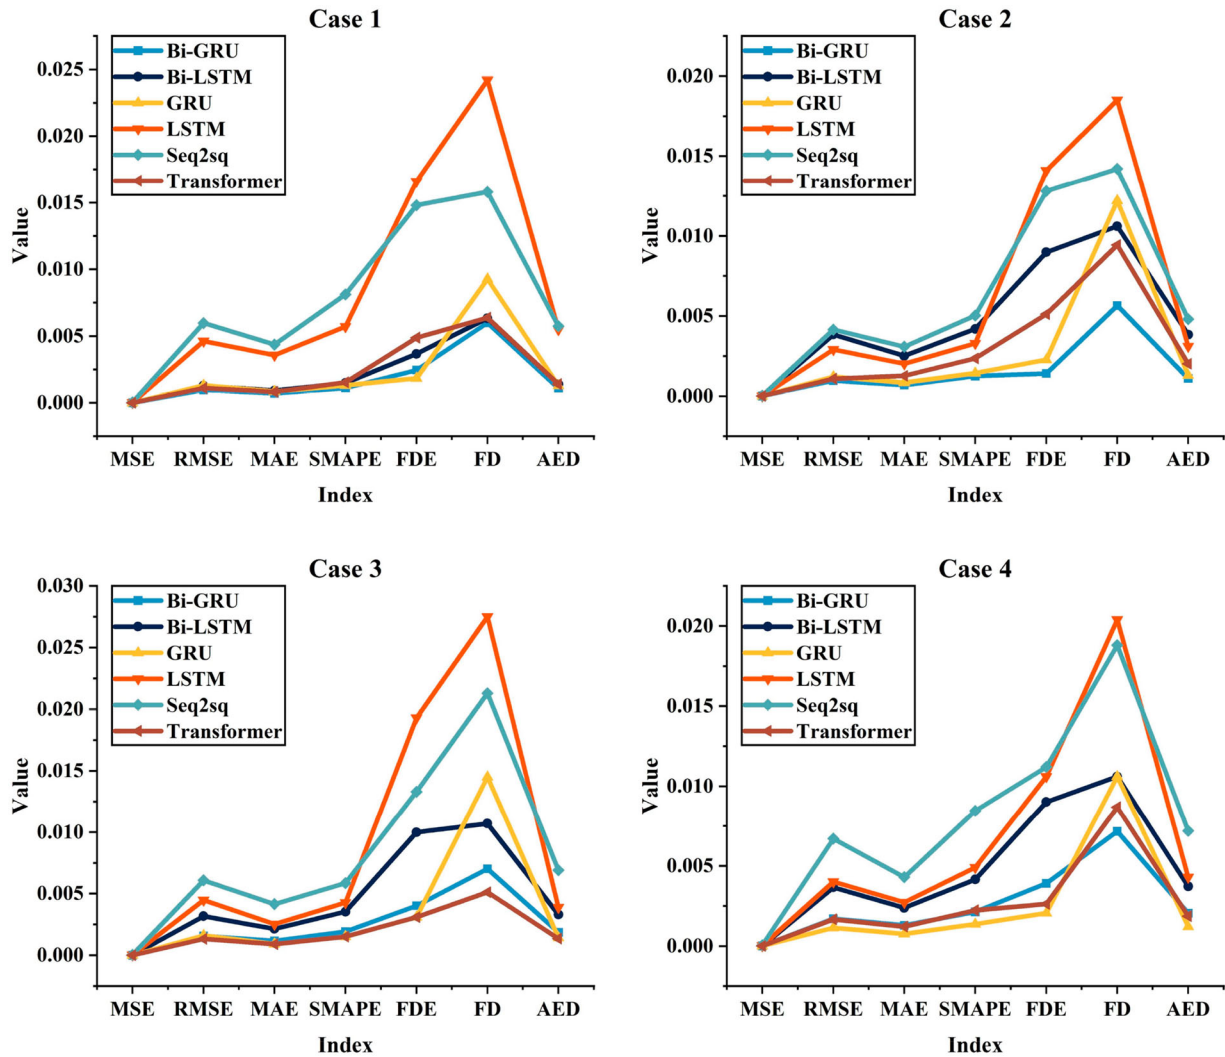 Case 1
Bi-GRU
Bi-LSTM
GRU
LSTM
Seq2sq
Transformer
0.025
0.020
0.015
0.010
0.005
0.000
Value
MSE RMSE MAE SMAPE FDE FD AED
Index
Case 2
Bi-GRU
Bi-LSTM
GRU
LSTM
Seq2sq
Transformer
0.020
0.015
0.010
0.005
0.000
Value
MSE RMSE MAE SMAPE FDE FD AED
Index
Case 3
Bi-GRU
Bi-LSTM
GRU
LSTM
Seq2sq
Transformer
0.030
0.025
0.020
0.015
0.010
0.005
0.000
Value
MSE RMSE MAE SMAPE FDE FD AED
Index
Case 4
Bi-GRU
Bi-LSTM
GRU
LSTM
Seq2sq
Transformer
0.020
0.015
0.010
0.005
0.000
Value
MSE RMSE MAE SMAPE FDE FD AED
Index